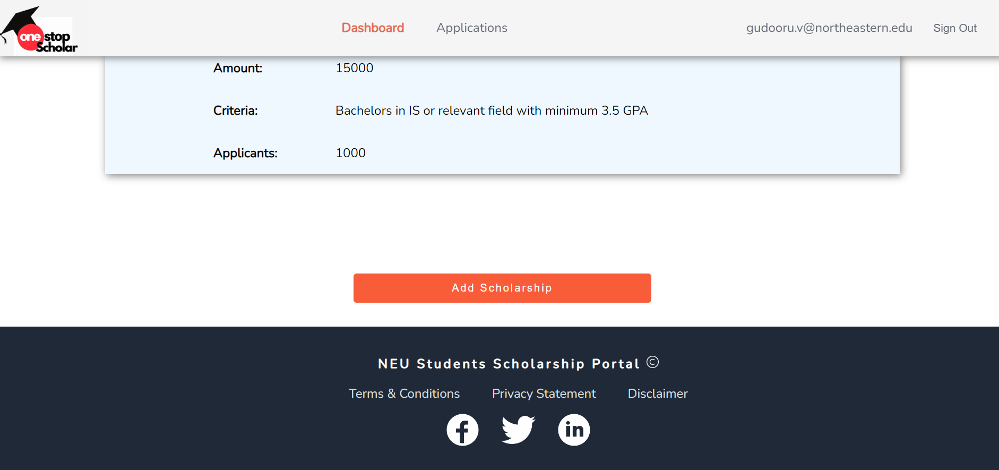 one stop
Scholar
Dashboard Applications gudooru.v@northeastern.edu Sign Out
Amount: 15000
Criteria: Bachelors in IS or relevant field with minimum 3.5 GPA
Applicants: 1000
Add Scholarship
NEU Students Scholarship Portal ©
Terms & Conditions Privacy Statement Disclaimer
f in